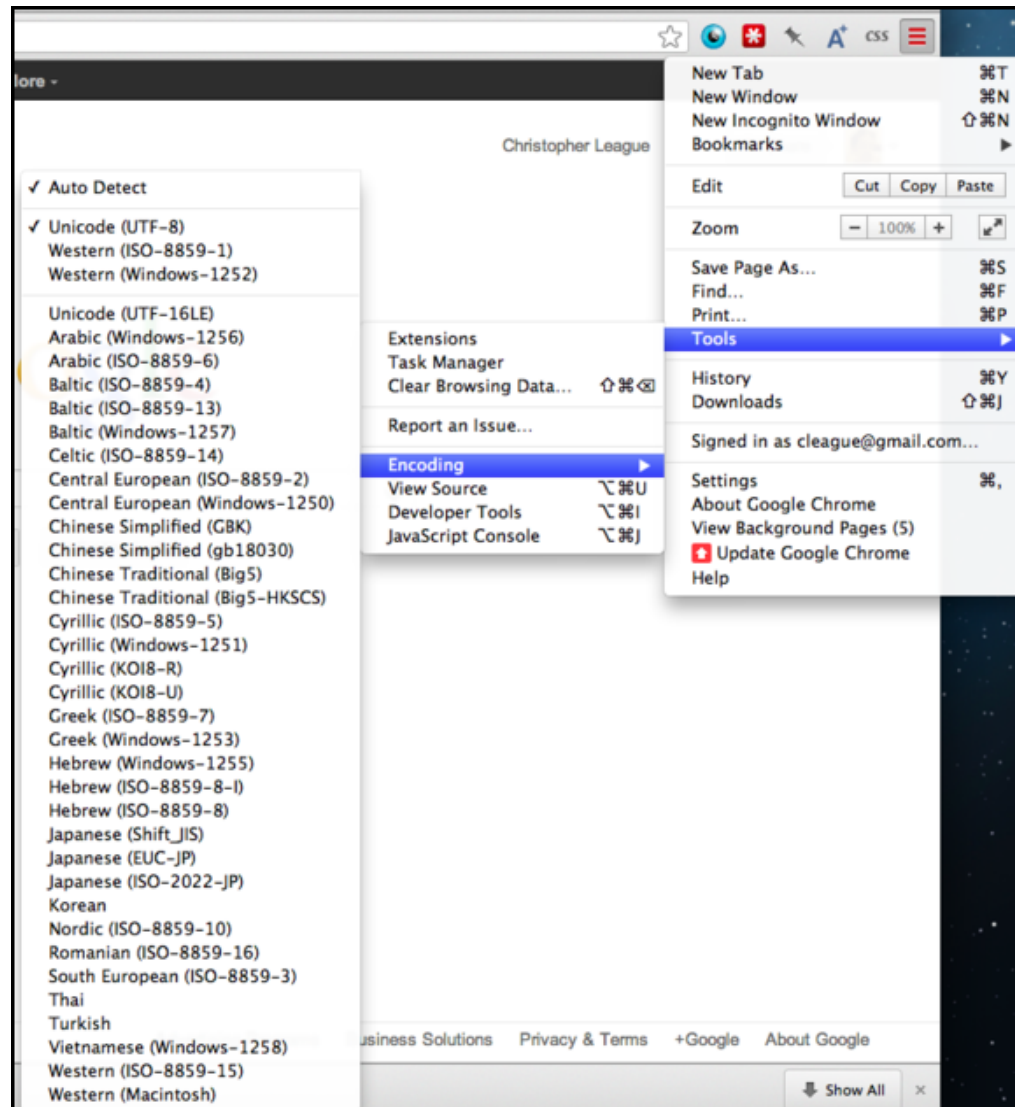 CSS
lore
Christopher League
New Tab ⌘T
New Window ⌘N
New Incognito Window ⇧⌘N
Bookmarks ▶
Edit Cut Copy Paste
Zoom − 100% +
Save Page As... ⌘S
Find... ⌘F
Print... ⌘P
Tools ▶
History ⌘Y
Downloads ⇧⌘J
Signed in as cleague@gmail.com...
Settings ⌘,
About Google Chrome
View Background Pages (5)
Update Google Chrome
Help
Extensions
Task Manager
Clear Browsing Data... ⇧⌘⌫
Report an Issue...
Encoding ▶
View Source ⌥⌘U
Developer Tools ⌥⌘I
JavaScript Console ⌥⌘J
✓ Auto Detect
✓ Unicode (UTF-8)
Western (ISO-8859-1)
Western (Windows-1252)
Unicode (UTF-16LE)
Arabic (Windows-1256)
Arabic (ISO-8859-6)
Baltic (ISO-8859-4)
Baltic (ISO-8859-13)
Baltic (Windows-1257)
Celtic (ISO-8859-14)
Central European (ISO-8859-2)
Central European (Windows-1250)
Chinese Simplified (GBK)
Chinese Simplified (gb18030)
Chinese Traditional (Big5)
Chinese Traditional (Big5-HKSCS)
Cyrillic (ISO-8859-5)
Cyrillic (Windows-1251)
Cyrillic (KOI8-R)
Cyrillic (KOI8-U)
Greek (ISO-8859-7)
Greek (Windows-1253)
Hebrew (Windows-1255)
Hebrew (ISO-8859-8-I)
Hebrew (ISO-8859-8)
Japanese (Shift_JIS)
Japanese (EUC-JP)
Japanese (ISO-2022-JP)
Korean
Nordic (ISO-8859-10)
Romanian (ISO-8859-16)
South European (ISO-8859-3)
Thai
Turkish
Vietnamese (Windows-1258)
Western (ISO-8859-15)
Western (Macintosh)
usiness Solutions Privacy & Terms +Google About Google
Show All ×